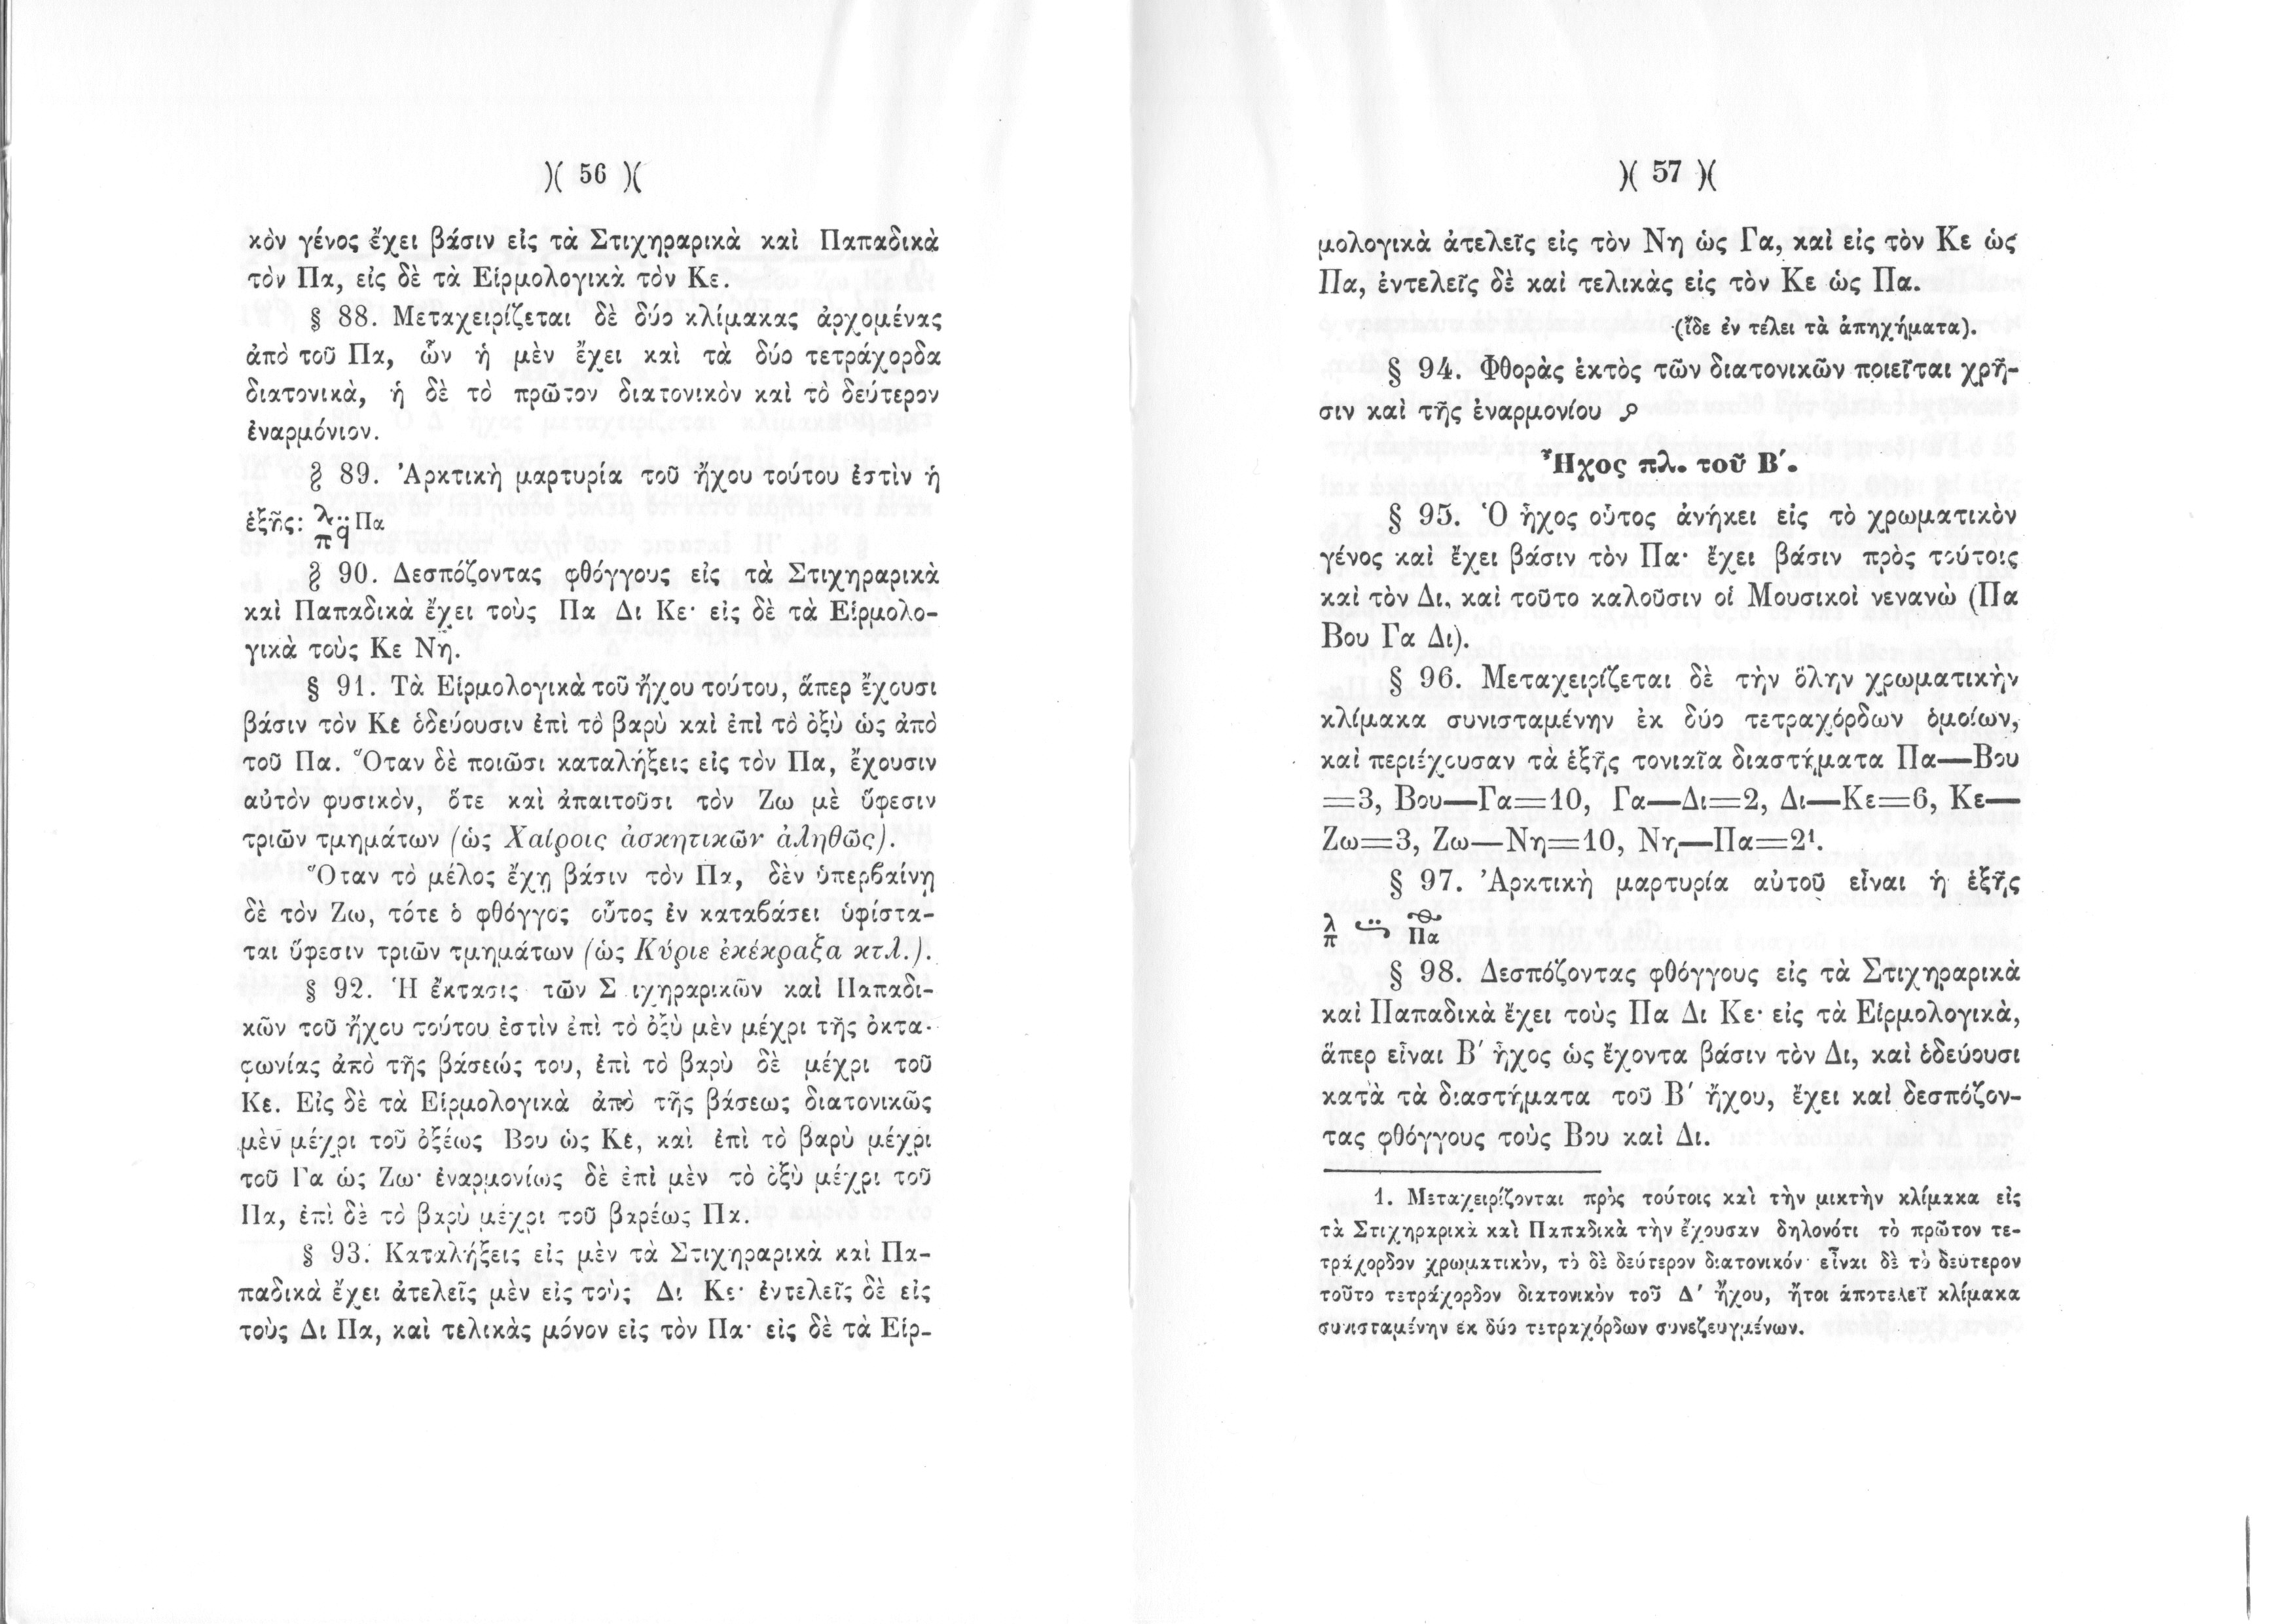 )( 56 )(
κὸν γένος ἔχει βάσιν εἰς τὰ Στιχηραρικὰ καὶ Παπαδικὰ
τὸν Πα, εἰς δὲ τὰ Εἱρμολογικὰ τὸν Κε.
§ 88. Μεταχειρίζεται δὲ δύο κλίμακας ἀρχομένας
ἀπὸ τοῦ Πα, ὧν ἡ μὲν ἔχει καὶ τὰ δύο τετράχορδα
διατονικὰ, ἡ δὲ τὸ πρῶτον διατονικὸν καὶ τὸ δεύτερον
ἐναρμόνιον.
§ 89. Ἀρκτικὴ μαρτυρία τοῦ ἤχου τούτου ἐστὶν ἡ
ἑξῆς: λ π q Πα
§ 90. Δεσπόζοντας φθόγγους εἰς τὰ Στιχηραρικὰ
καὶ Παπαδικὰ ἔχει τοὺς Πα Δι Κε· εἰς δὲ τὰ Εἱρμολο-
γικὰ τοὺς Κε Νη.
§ 91. Τὰ Εἱρμολογικὰ τοῦ ἤχου τούτου, ἅπερ ἔχουσι
βάσιν τὸν Κε ὁδεύουσιν ἐπὶ τὸ βαρὺ καὶ ἐπὶ τὸ ὀξὺ ὡς ἀπὸ
τοῦ Πα. Ὅταν δὲ ποιῶσι καταλήξεις εἰς τὸν Πα, ἔχουσιν
αὐτὸν φυσικὸν, ὅτε καὶ ἀπαιτοῦσι τὸν Ζω μὲ ὕφεσιν
τριῶν τμημάτων (ὡς Χαίροις ἀσκητικῶν ἀληθῶς).
Ὅταν τὸ μέλος ἔχῃ βάσιν τὸν Πα, δὲν ὑπερβαίνῃ
δὲ τὸν Ζω, τότε ὁ φθόγγος οὗτος ἐν καταβάσει ὑφίστα-
ται ὕφεσιν τριῶν τμημάτων (ὡς Κύριε ἐκέκραξα κτλ.).
§ 92. Ἡ ἔκτασις τῶν Σ ιχηραρικῶν καὶ Παπαδι-
κῶν τοῦ ἤχου τούτου ἐστὶν ἐπὶ τὸ ὀξὺ μὲν μέχρι τῆς ὀκτα-
φωνίας ἀπὸ τῆς βάσεώς του, ἐπὶ τὸ βαρὺ δὲ μέχρι τοῦ
Κε. Εἰς δὲ τὰ Εἱρμολογικὰ ἀπὸ τῆς βάσεως διατονικῶς
μὲν μέχρι τοῦ ὀξέως Βου ὡς Κε, καὶ ἐπὶ τὸ βαρὺ μέχρι
τοῦ Γα ὡς Ζω· ἐναρμονίως δὲ ἐπὶ μὲν τὸ ὀξὺ μέχρι τοῦ
Πα, ἐπὶ δὲ τὸ βαρὺ μέχρι τοῦ βαρέως Πα.
§ 93. Καταλήξεις εἰς μὲν τὰ Στιχηραρικὰ καὶ Πα-
παδικὰ ἔχει ἀτελεῖς μὲν εἰς τοὺς Δι Κε· ἐντελεῖς δὲ εἰς
τοὺς Δι Πα, καὶ τελικὰς μόνον εἰς τὸν Πα· εἰς δὲ τὰ Εἱρ-
)( 57 )(
μολογικὰ ἀτελεῖς εἰς τὸν Νη ὡς Γα, καὶ εἰς τὸν Κε ὡς
Πα, ἐντελεῖς δὲ καὶ τελικὰς εἰς τὸν Κε ὡς Πα.
(ἴδε ἐν τέλει τὰ ἀπηχήματα).
§ 94. Φθορὰς ἐκτὸς τῶν διατονικῶν ποιεῖται χρῆ-
σιν καὶ τῆς ἐναρμονίου
Ἦχος πλ. τοῦ Β΄.
§ 95. Ὁ ἦχος οὗτος ἀνήκει εἰς τὸ χρωματικὸν
γένος καὶ ἔχει βάσιν τὸν Πα· ἔχει βάσιν πρὸς τούτοις
καὶ τὸν Δι, καὶ τοῦτο καλοῦσιν οἱ Μουσικοὶ νενανὼ (Πα
Βου Γα Δι).
§ 96. Μεταχειρίζεται δὲ τὴν ὅλην χρωματικὴν
κλίμακα συνισταμένην ἐκ δύο τετραχόρδων ὁμοίων,
καὶ περιέχουσαν τὰ ἑξῆς τονιαῖα διαστήματα Πα—Βου
=3, Βου—Γα=10, Γα—Δι=2, Δι—Κε=6, Κε—
Ζω=3, Ζω—Νη=10, Νη—Πα=2¹.
§ 97. Ἀρκτικὴ μαρτυρία αὐτοῦ εἶναι ἡ ἑξῆς
λ π Πα
§ 98. Δεσπόζοντας φθόγγους εἰς τὰ Στιχηραρικὰ
καὶ Παπαδικὰ ἔχει τοὺς Πα Δι Κε· εἰς τὰ Εἱρμολογικὰ,
ἅπερ εἶναι Β΄ ἦχος ὡς ἔχοντα βάσιν τὸν Δι, καὶ ὁδεύουσι
κατὰ τὰ διαστήματα τοῦ Β΄ ἤχου, ἔχει καὶ δεσπόζον-
τας φθόγγους τοὺς Βου καὶ Δι.
1. Μεταχειρίζονται πρὸς τούτοις καὶ τὴν μικτὴν κλίμακα εἰς
τὰ Στιχηραρικὰ καὶ Παπαδικὰ τὴν ἔχουσαν δηλονότι τὸ πρῶτον τε-
τράχορδον χρωματικὸν, τὸ δὲ δεύτερον διατονικόν· εἶναι δὲ τὸ δεύτερον
τοῦτο τετράχορδον διατονικὸν τοῦ Δ΄ ἤχου, ἤτοι ἀποτελεῖ κλίμακα
συνισταμένην ἐκ δύο τετραχόρδων συνεζευγμένων.